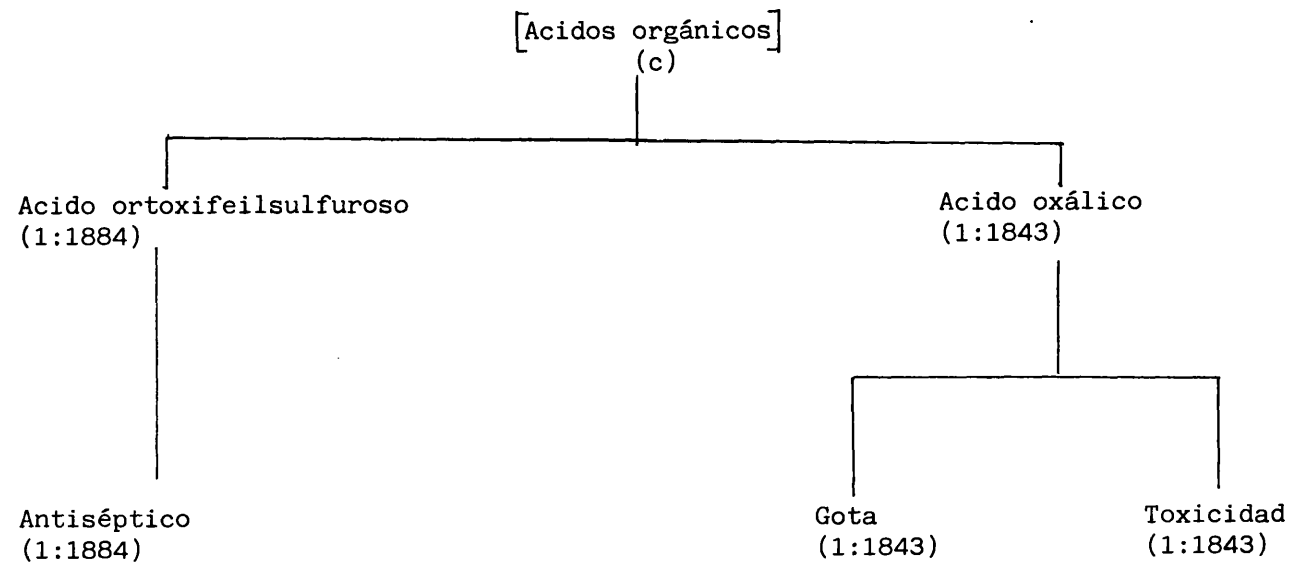 [Acidos orgánicos]
(c)
Acido ortoxifeilsulfuroso
(1:1884)
Acido oxálico
(1:1843)
Antiséptico
(1:1884)
Gota
(1:1843)
Toxicidad
(1:1843)